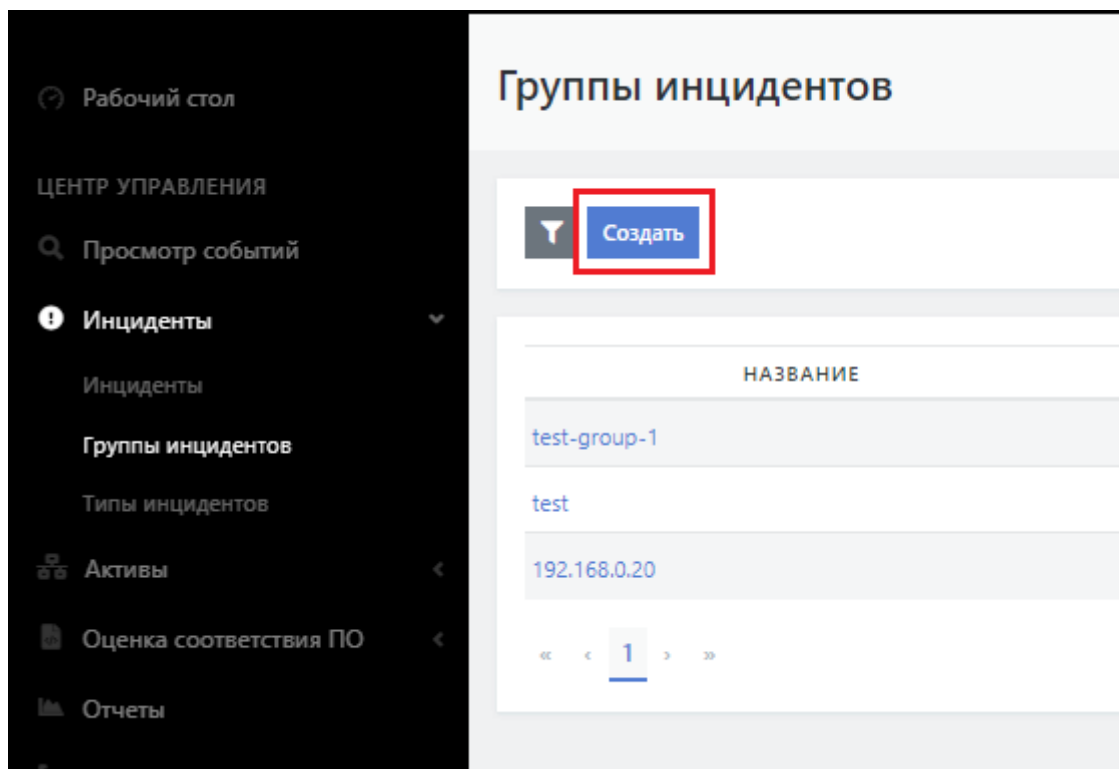 Рабочий стол
ЦЕНТР УПРАВЛЕНИЯ
Просмотр событий
Инциденты
Инциденты
Группы инцидентов
Типы инцидентов
Активы
Оценка соответствия ПО
Отчеты
Группы инцидентов
Создать
НАЗВАНИЕ
test-group-1
test
192.168.0.20
« ‹ 1 › »